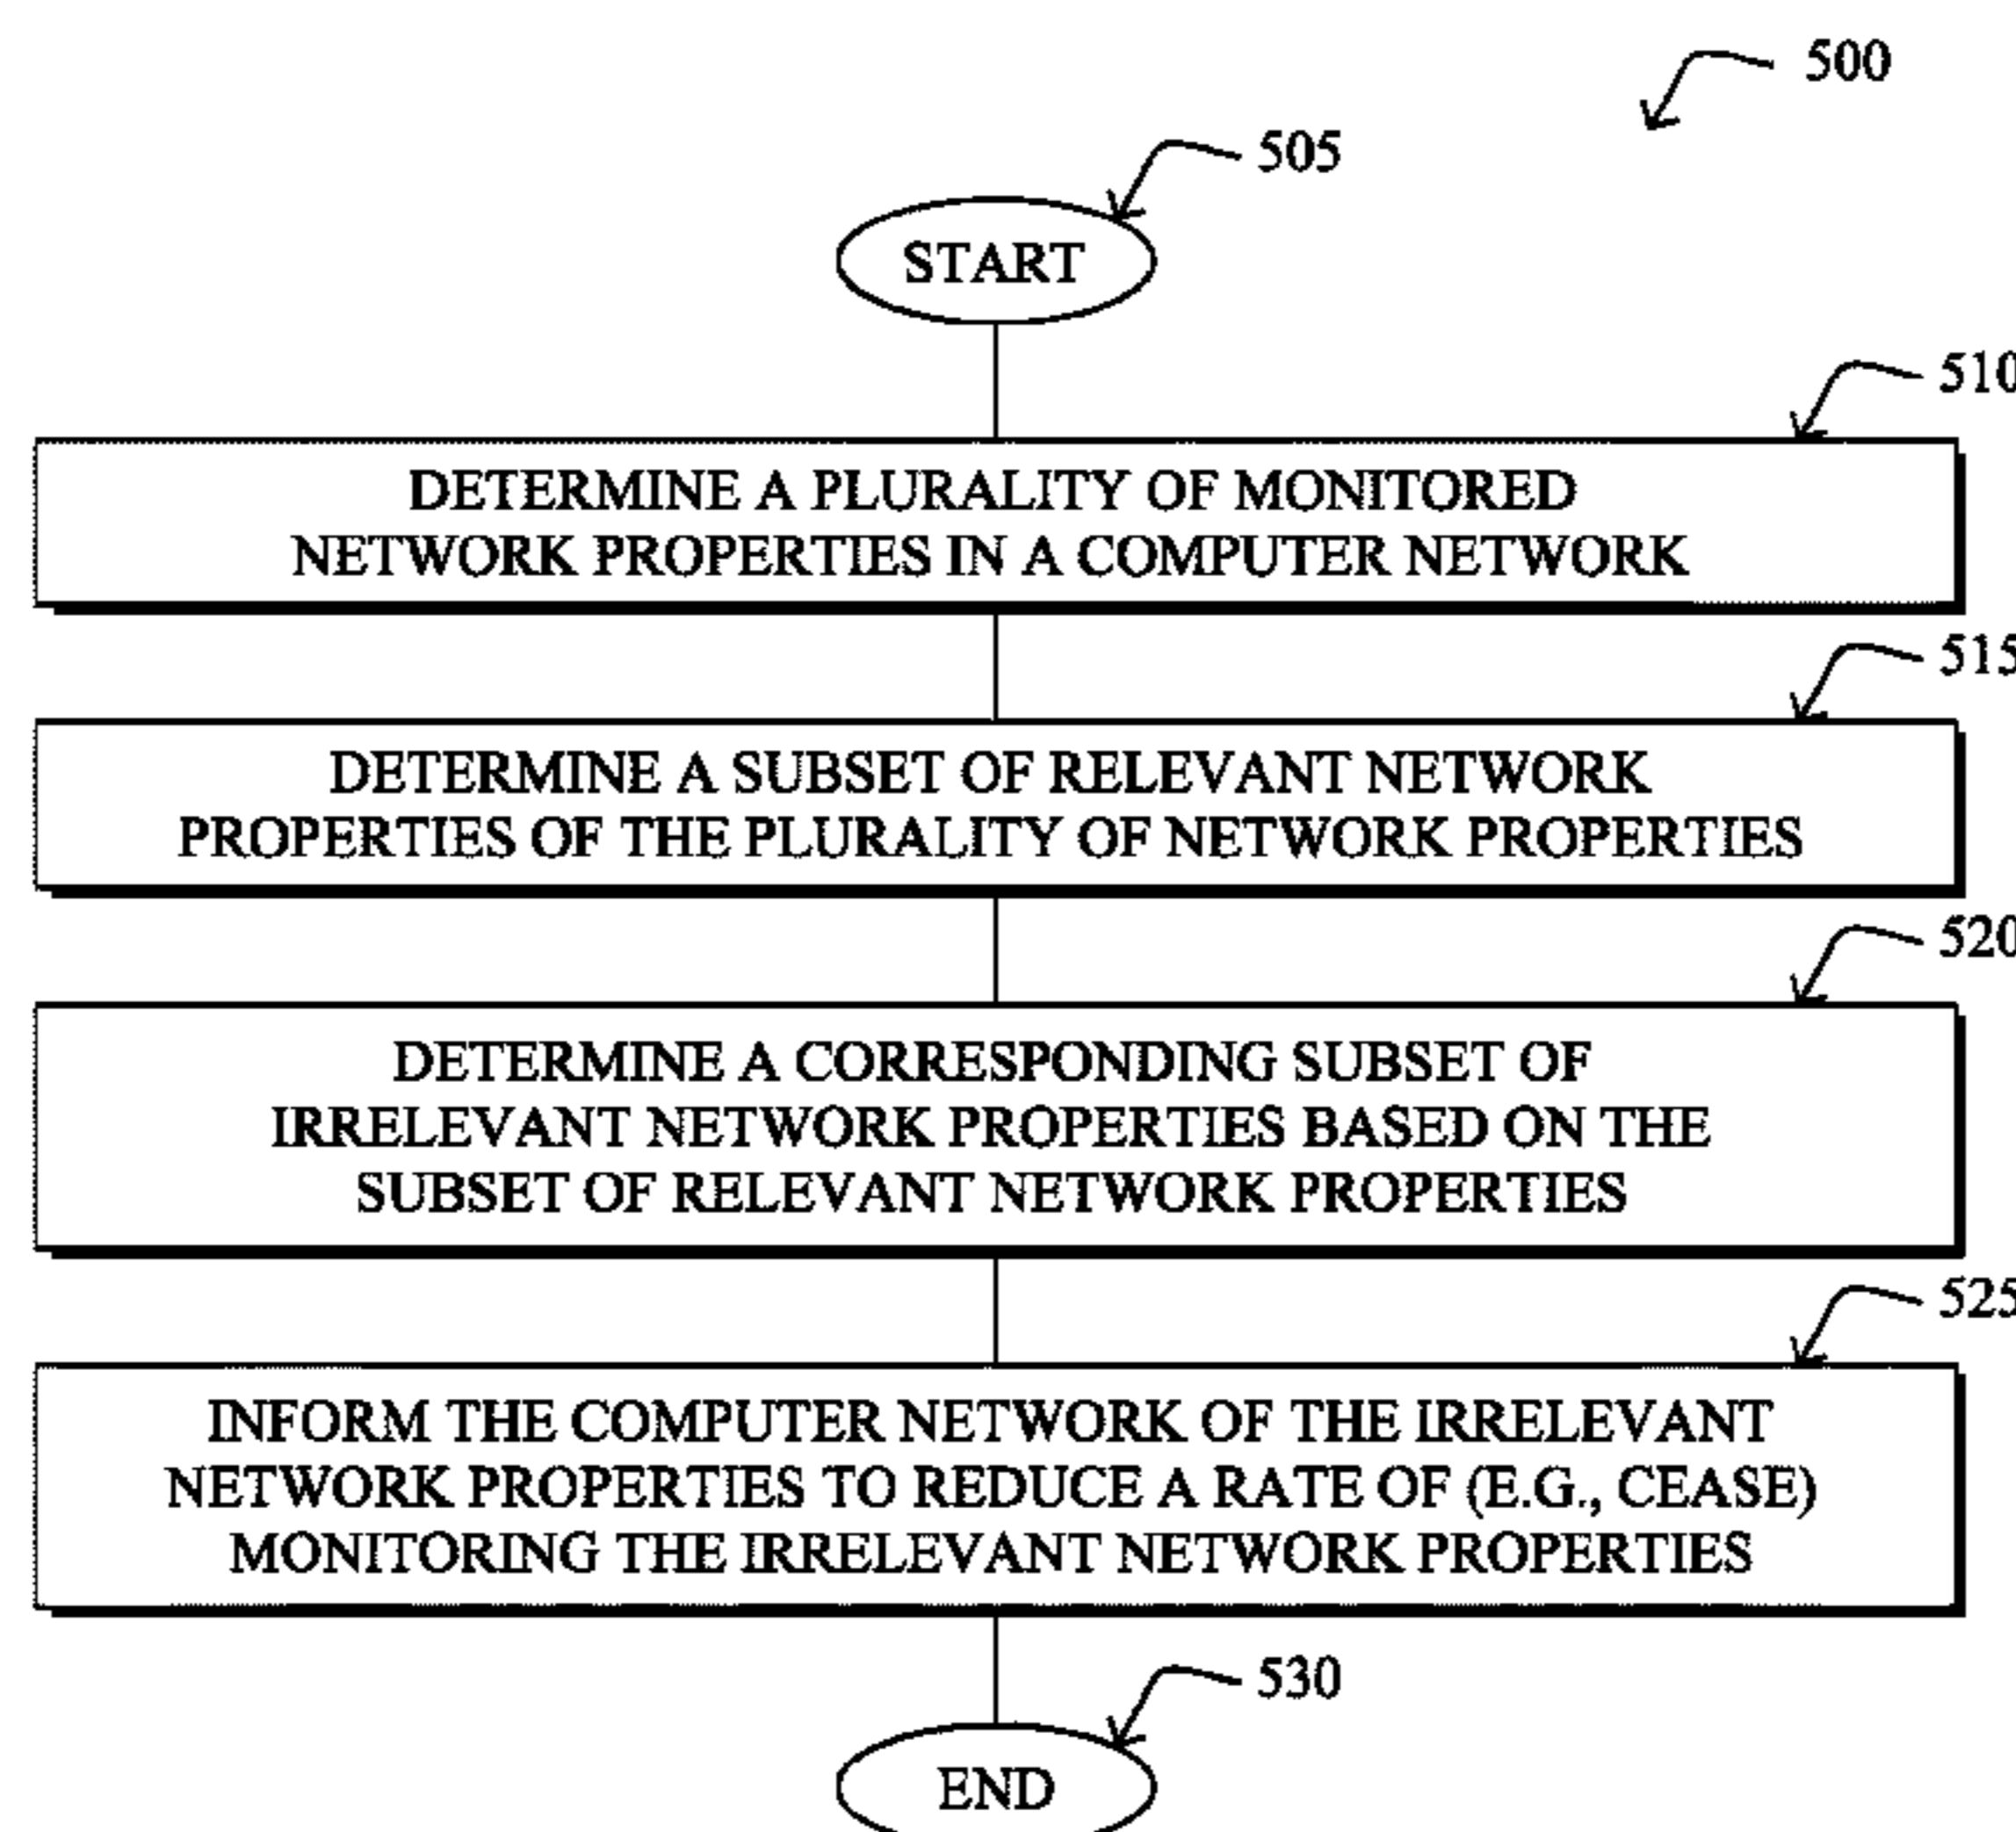 500
505
START
510
DETERMINE A PLURALITY OF MONITORED
NETWORK PROPERTIES IN A COMPUTER NETWORK
515
DETERMINE A SUBSET OF RELEVANT NETWORK
PROPERTIES OF THE PLURALITY OF NETWORK PROPERTIES
520
DETERMINE A CORRESPONDING SUBSET OF
IRRELEVANT NETWORK PROPERTIES BASED ON THE
SUBSET OF RELEVANT NETWORK PROPERTIES
525
INFORM THE COMPUTER NETWORK OF THE IRRELEVANT
NETWORK PROPERTIES TO REDUCE A RATE OF (E.G., CEASE)
MONITORING THE IRRELEVANT NETWORK PROPERTIES
530
END